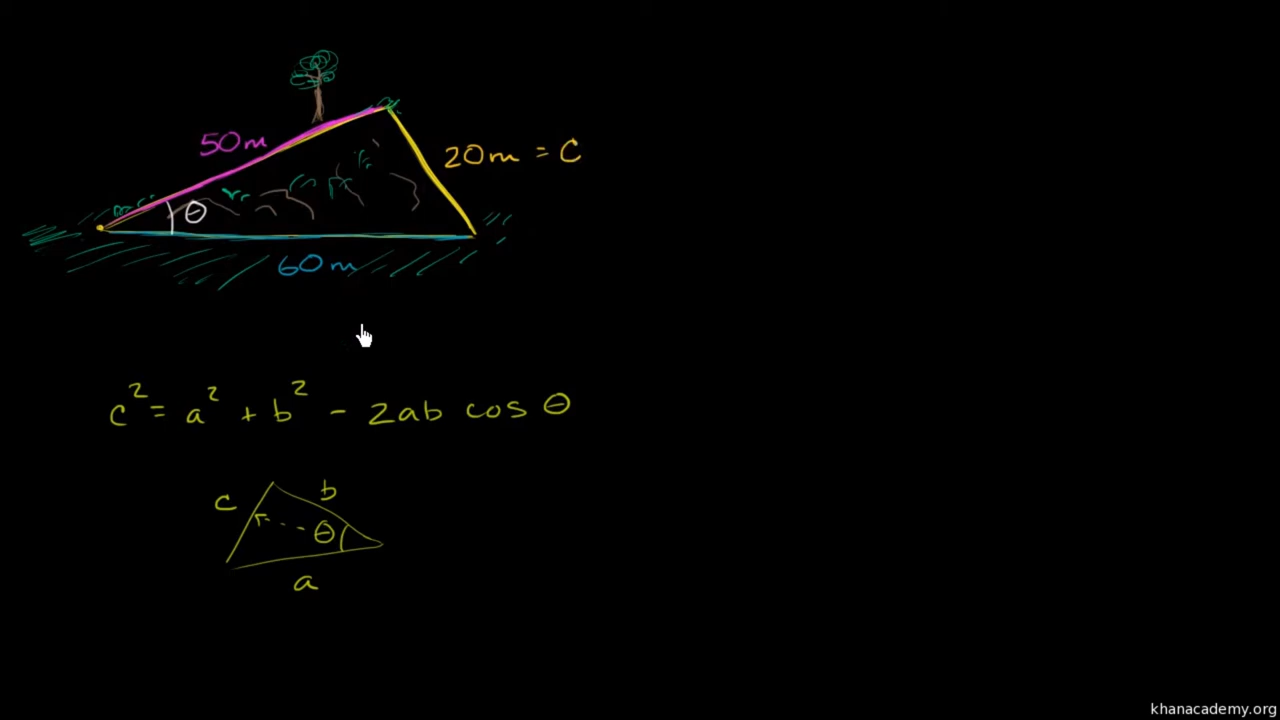 50m
20m = C
θ
60m
c² = a² + b² - 2ab cos θ
c
b
θ
a
khanacademy.org